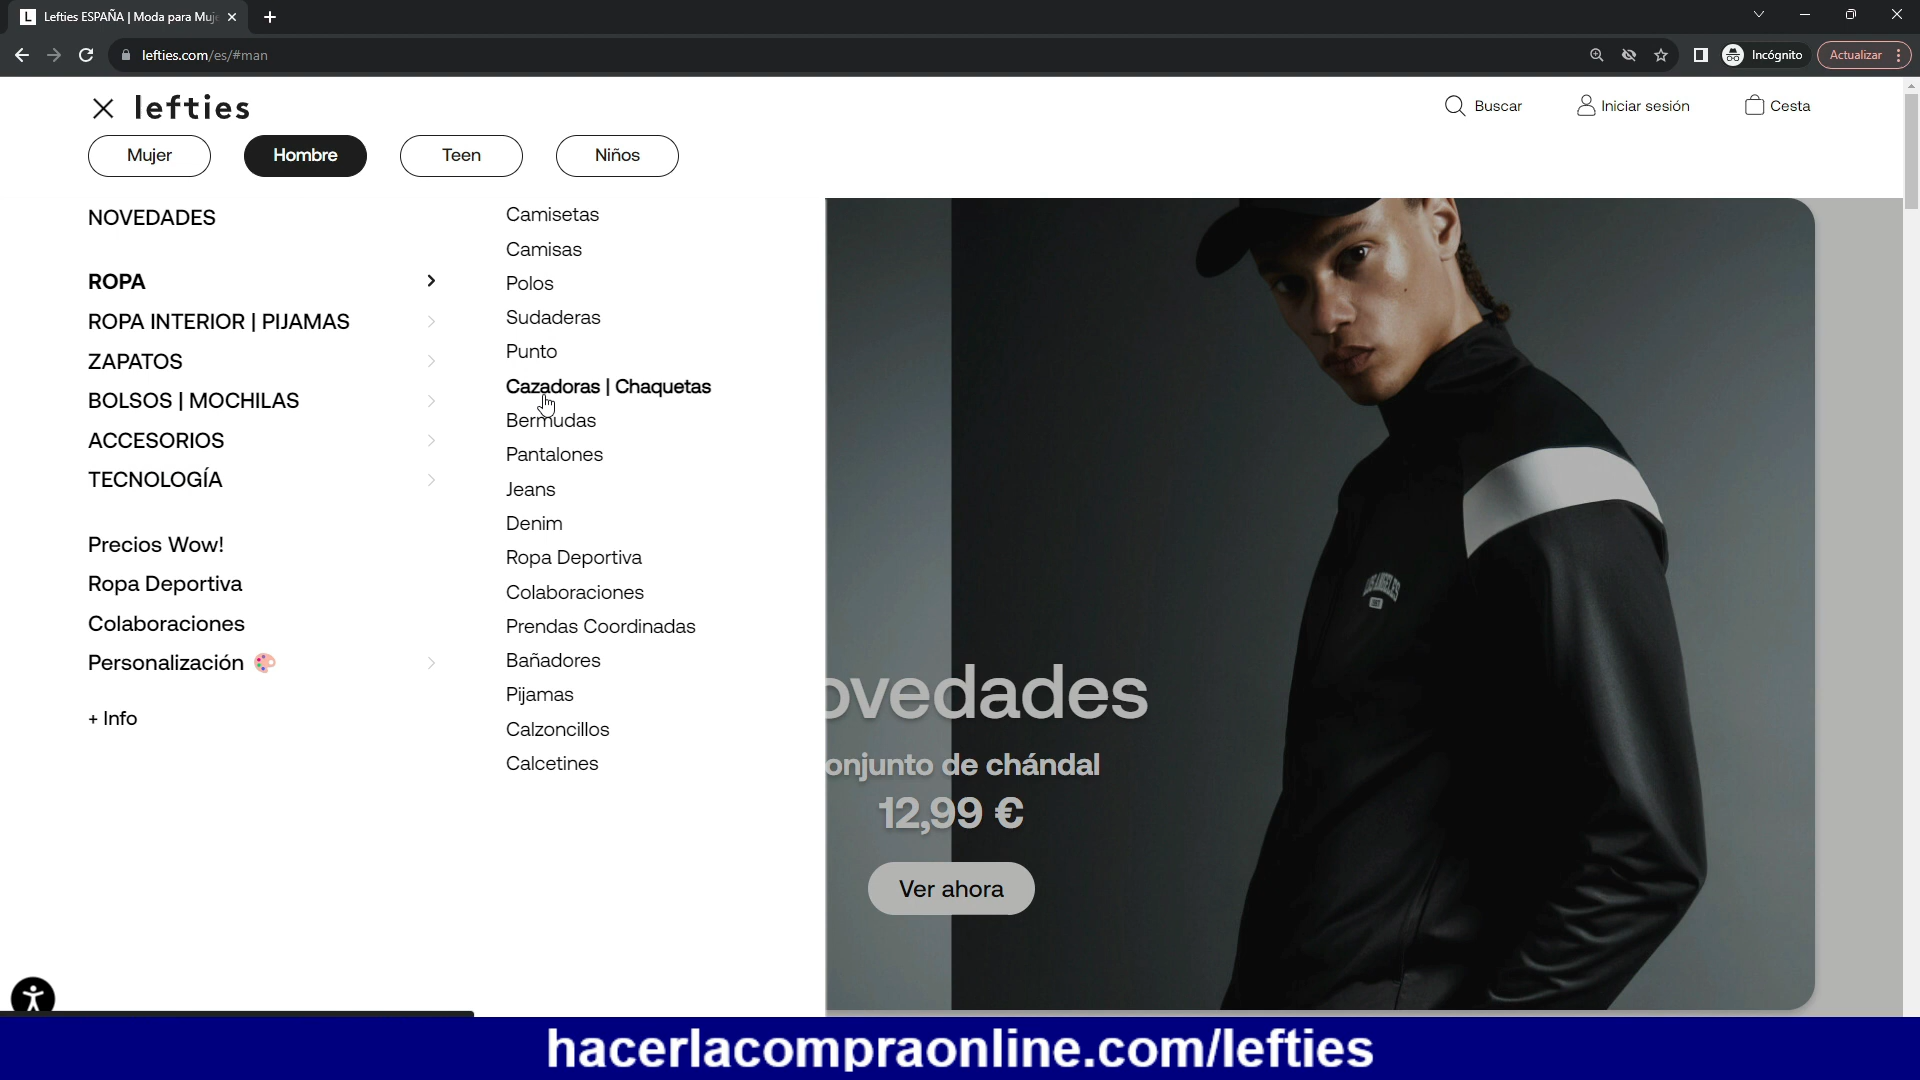 L Lefties ESPAÑA | Moda para Muj
lefties.com/es/#man
Incógnito
Actualizar
lefties
Buscar
Iniciar sesión
Cesta
Mujer
Hombre
Teen
Niños
NOVEDADES
ROPA
ROPA INTERIOR | PIJAMAS
ZAPATOS
BOLSOS | MOCHILAS
ACCESORIOS
TECNOLOGÍA
Precios Wow!
Ropa Deportiva
Colaboraciones
Personalización
+ Info
Camisetas
Camisas
Polos
Sudaderas
Punto
Cazadoras | Chaquetas
Bermudas
Pantalones
Jeans
Denim
Ropa Deportiva
Colaboraciones
Prendas Coordinadas
Bañadores
Pijamas
Calzoncillos
Calcetines
LOS ANGELES
ovedades
onjunto de chándal
12,99 €
Ver ahora
hacerlacompraonline.com/lefties